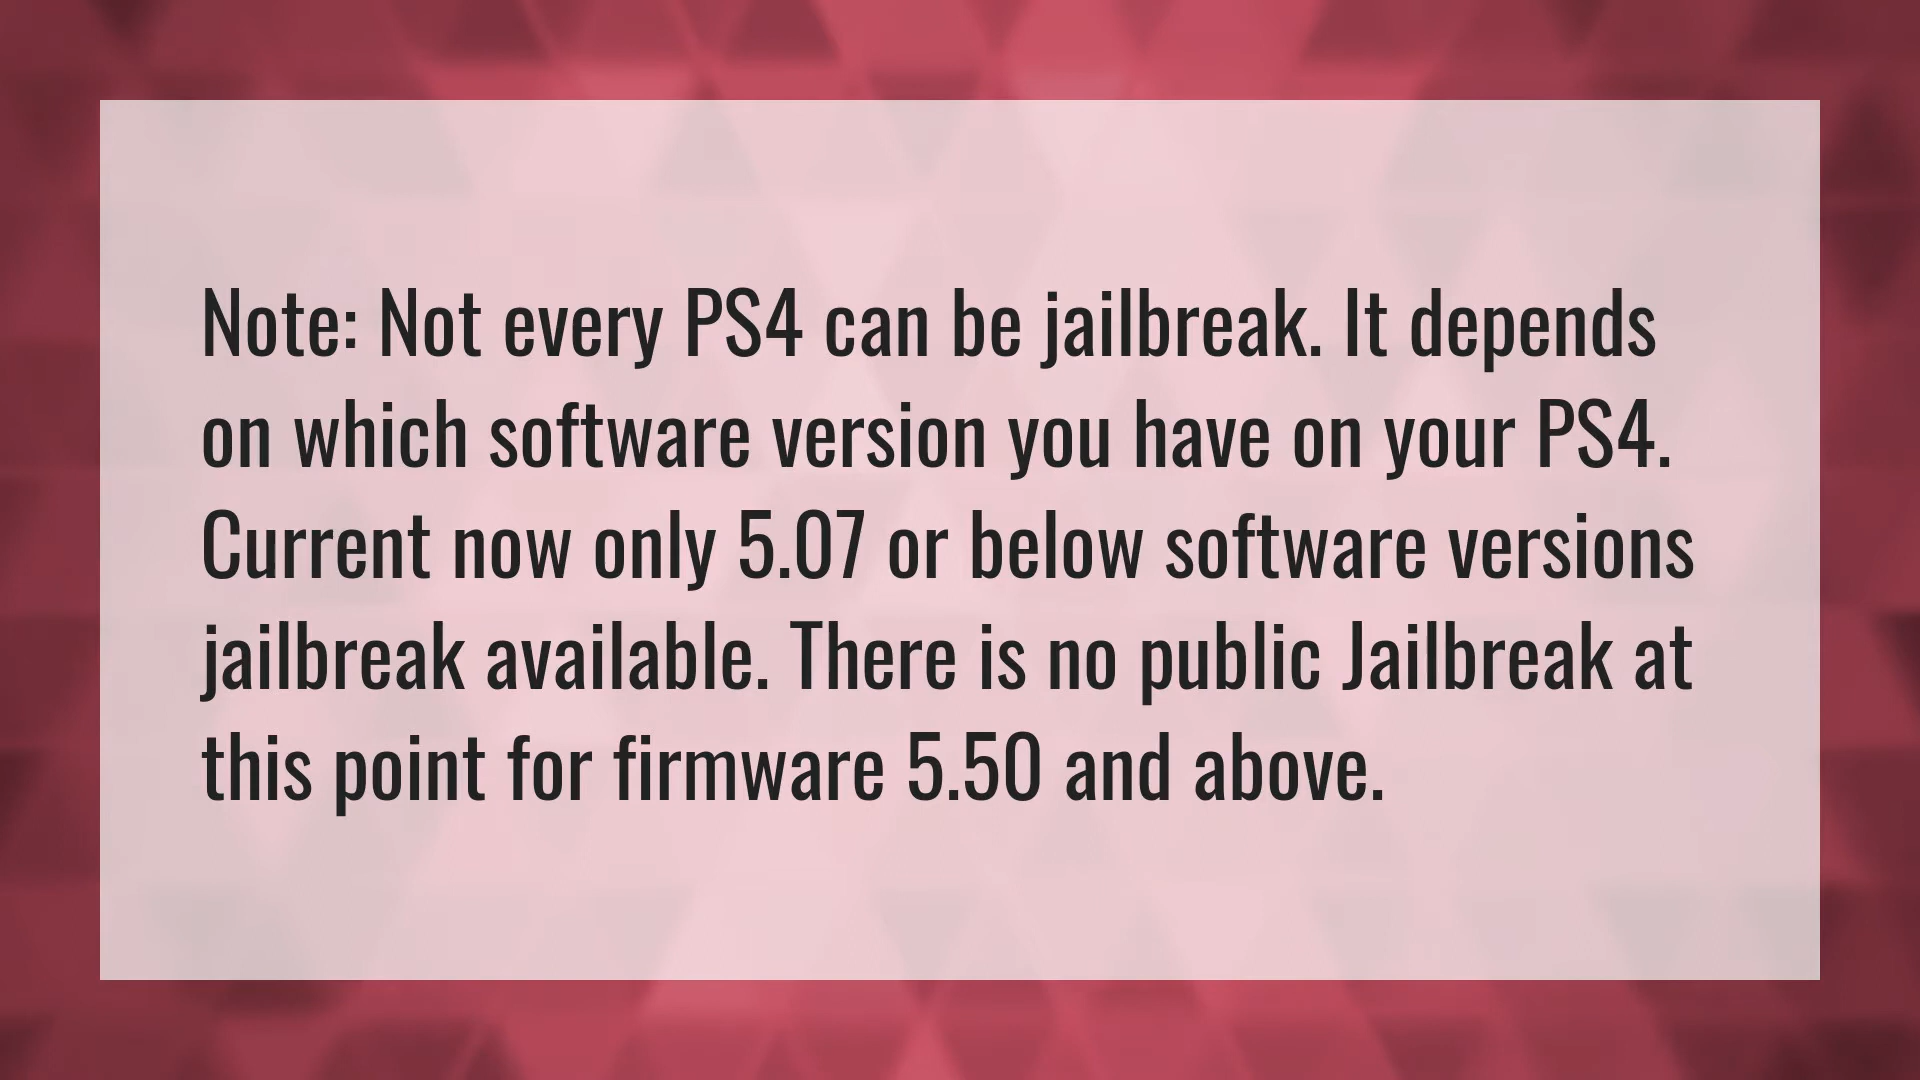 Note: Not every PS4 can be jailbreak. It depends
on which software version you have on your PS4.
Current now only 5.07 or below software versions
jailbreak available. There is no public Jailbreak at
this point for firmware 5.50 and above.